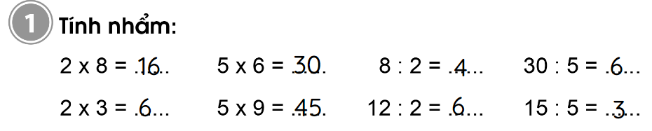 1 Tính nhẩm:
2 x 8 = .16.. 5 x 6 = .30. 8 : 2 = .4... 30 : 5 = .6...
2 x 3 = .6... 5 x 9 = .45. 12 : 2 = .6... 15 : 5 = .3...